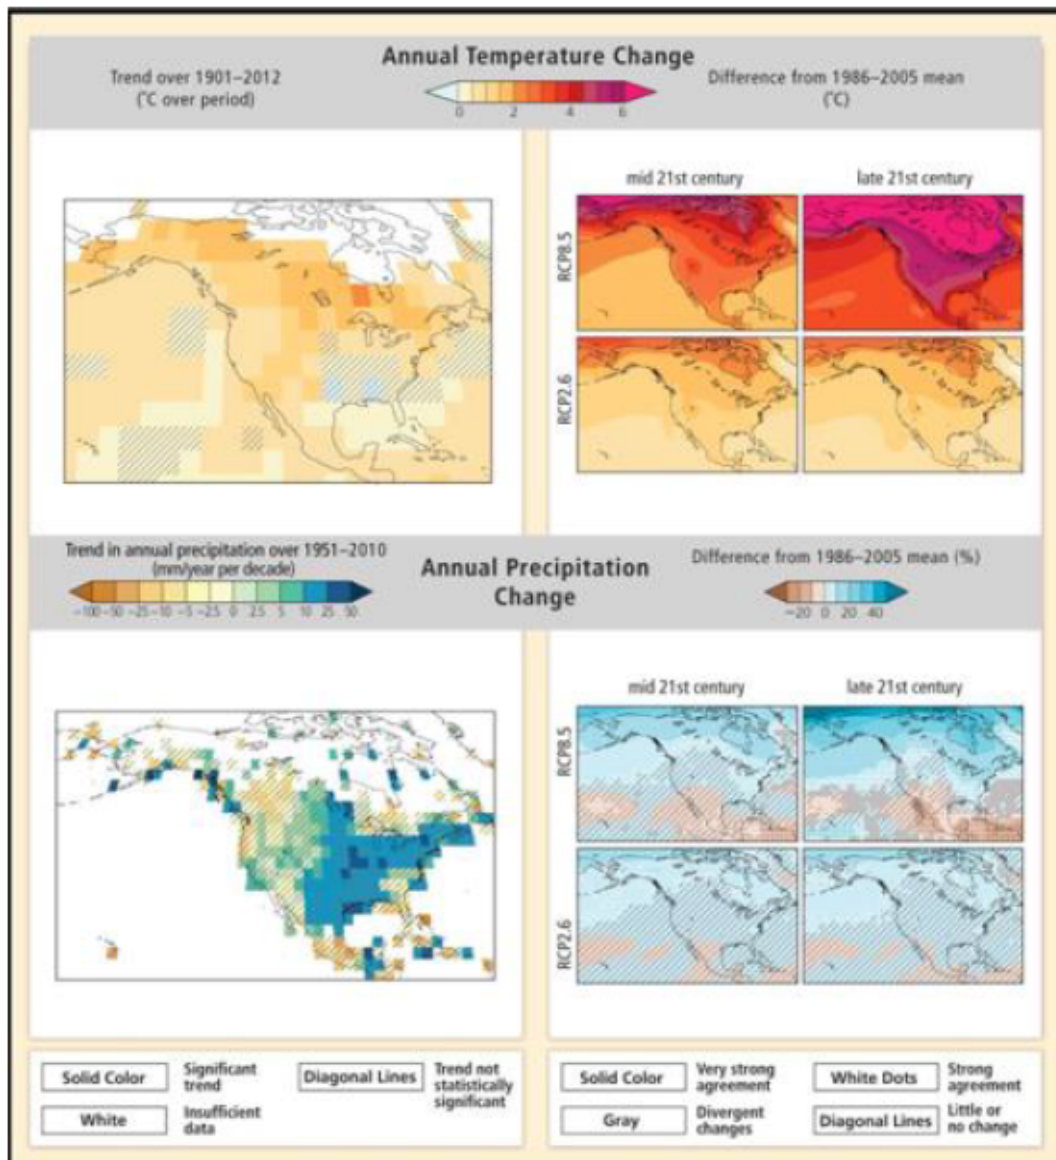 Annual Temperature Change
Trend over 1901–2012
(˚C over period)
0 2 4 6
Difference from 1986–2005 mean
(˚C)
mid 21st century
late 21st century
RCP8.5
RCP2.6
Trend in annual precipitation over 1951–2010
(mm/year per decade)
−100 −50 −25 −10 −5 −2.5 0 2.5 5 10 25 50
Annual Precipitation
Change
Difference from 1986–2005 mean (%)
−20 0 20 40
mid 21st century
late 21st century
RCP8.5
RCP2.6
Solid Color
Significant
trend
Diagonal Lines
Trend not
statistically
significant
White
Insufficient
data
Solid Color
Very strong
agreement
White Dots
Strong
agreement
Gray
Divergent
changes
Diagonal Lines
Little or
no change